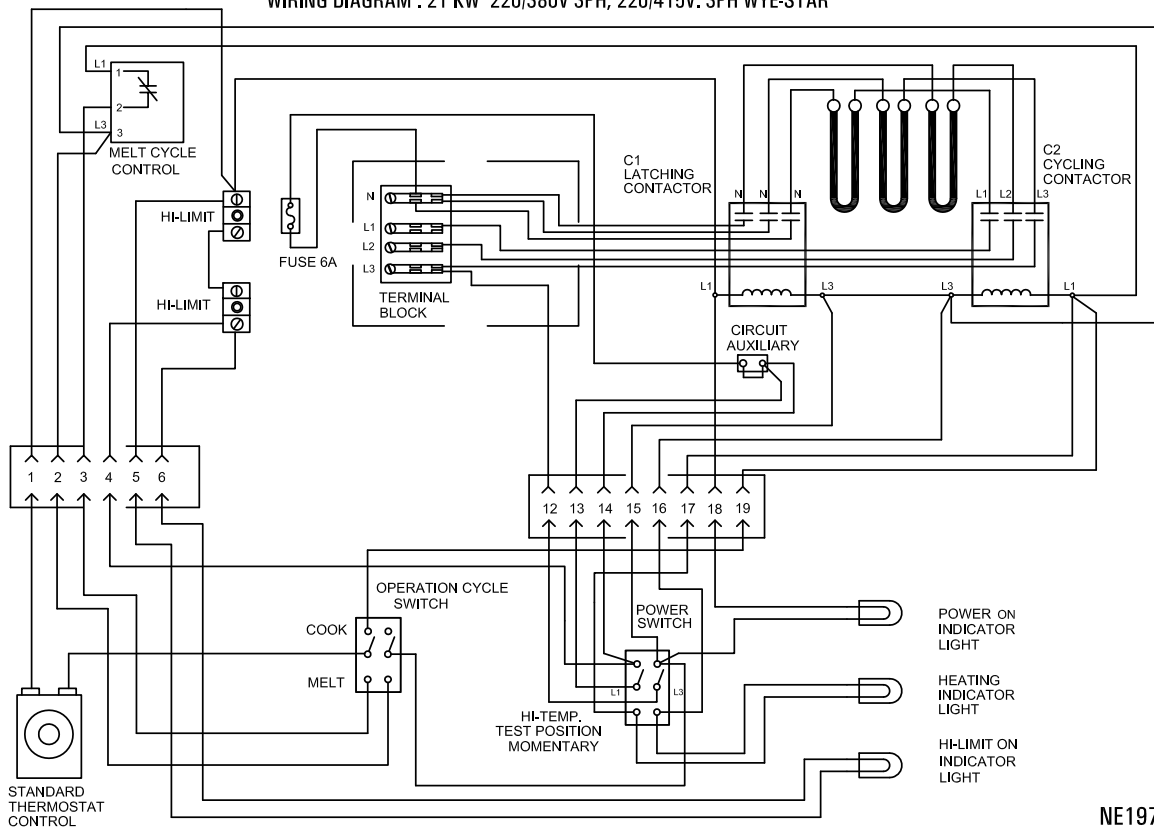 WIRING DIAGRAM : 21 KW 220/380V 3PH, 220/415V. 3PH WYE-STAR
L1
1
2
L3
3
MELT CYCLE
CONTROL
HI-LIMIT
HI-LIMIT
FUSE 6A
N
L1
L2
L3
TERMINAL
BLOCK
C1
LATCHING
CONTACTOR
N N N
L1
L3
C2
CYCLING
CONTACTOR
L1 L2 L3
L3
L1
CIRCUIT
AUXILIARY
1 2 3 4 5 6
12 13 14 15 16 17 18 19
OPERATION CYCLE
SWITCH
COOK
MELT
POWER
SWITCH
L1
L3
HI-TEMP.
TEST POSITION
MOMENTARY
POWER ON
INDICATOR
LIGHT
HEATING
INDICATOR
LIGHT
HI-LIMIT ON
INDICATOR
LIGHT
STANDARD
THERMOSTAT
CONTROL
NE197